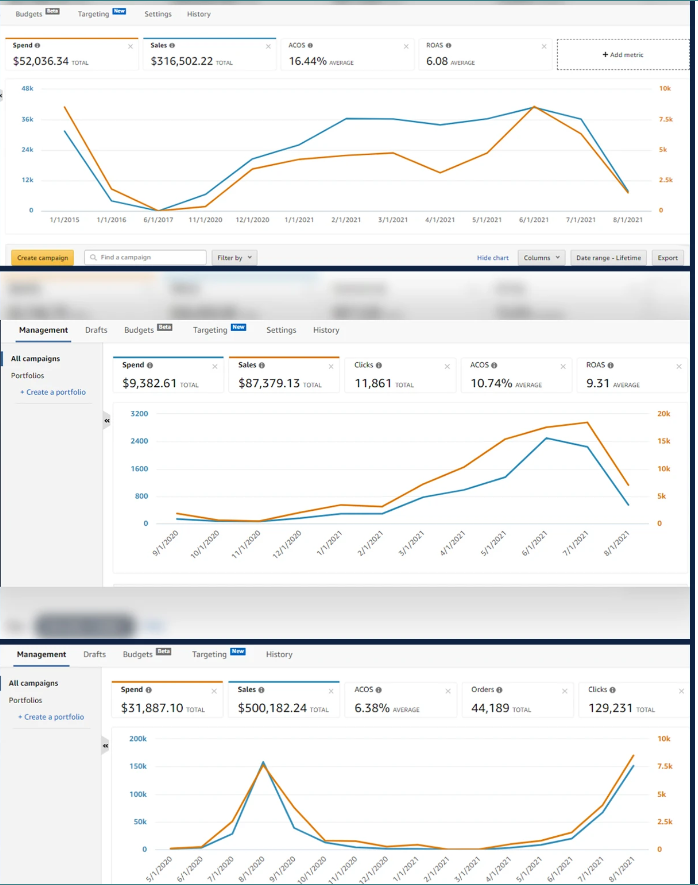 Budgets Beta Targeting New Settings History
Spend Sales ACOS ROAS
$52,036.34 TOTAL $316,502.22 TOTAL 16.44% AVERAGE 6.08 AVERAGE + Add metric
48k 10k
36k 7.5k
24k 5k
12k 2.5k
0 0
1/1/2015 1/1/2016 6/1/2017 11/1/2020 12/1/2020 1/1/2021 2/1/2021 3/1/2021 4/1/2021 5/1/2021 6/1/2021 7/1/2021 8/1/2021
Create campaign Find a campaign Filter by Hide chart Columns Date range - Lifetime Export
Management Drafts Budgets Beta Targeting New Settings History
All campaigns
Portfolios
+ Create a portfolio
Spend Sales Clicks ACOS ROAS
$9,382.61 TOTAL $87,379.13 TOTAL 11,861 TOTAL 10.74% AVERAGE 9.31 AVERAGE
3200 20k
2400 15k
1600 10k
800 5k
0 0
9/1/2020 10/1/2020 11/1/2020 12/1/2020 1/1/2021 2/1/2021 3/1/2021 4/1/2021 5/1/2021 6/1/2021 7/1/2021 8/1/2021
Management Drafts Budgets Beta Targeting New History
All campaigns
Portfolios
+ Create a portfolio
Spend Sales ACOS Orders Clicks
$31,887.10 TOTAL $500,182.24 TOTAL 6.38% AVERAGE 44,189 TOTAL 129,231 TOTAL
200k 10k
150k 7.5k
100k 5k
50k 2.5k
0 0
5/1/2020 6/1/2020 7/1/2020 8/1/2020 9/1/2020 10/1/2020 11/1/2020 12/1/2020 1/1/2021 2/1/2021 3/1/2021 4/1/2021 5/1/2021 6/1/2021 7/1/2021 8/1/2021